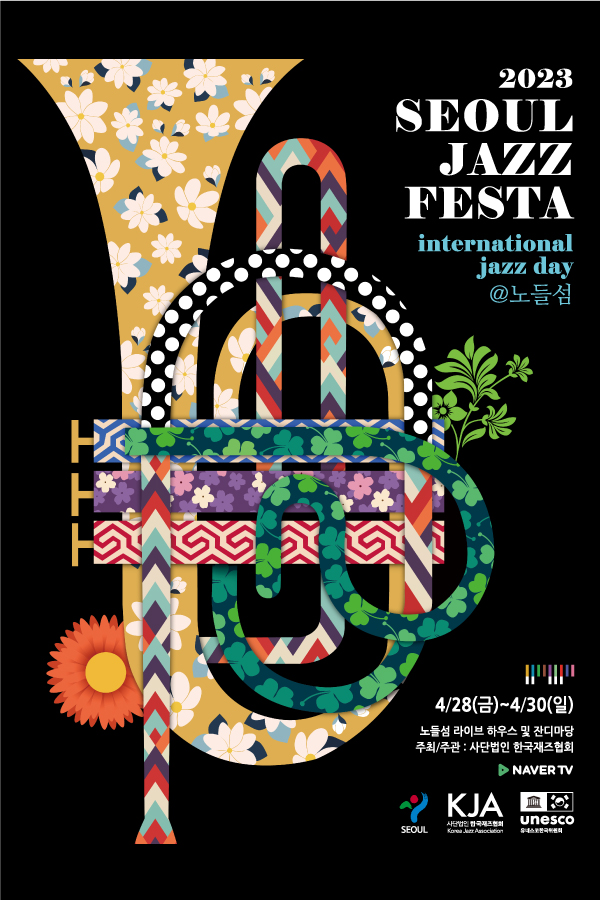 2023
SEOUL
JAZZ
FESTA
international
jazz day
@노들섬
4/28(금)~4/30(일)
노들섬 라이브 하우스 및 잔디마당
주최/주관 : 사단법인 한국재즈협회
NAVER TV
SEOUL
KJA
사단법인 한국재즈협회
Korea Jazz Association
unesco
유네스코한국위원회